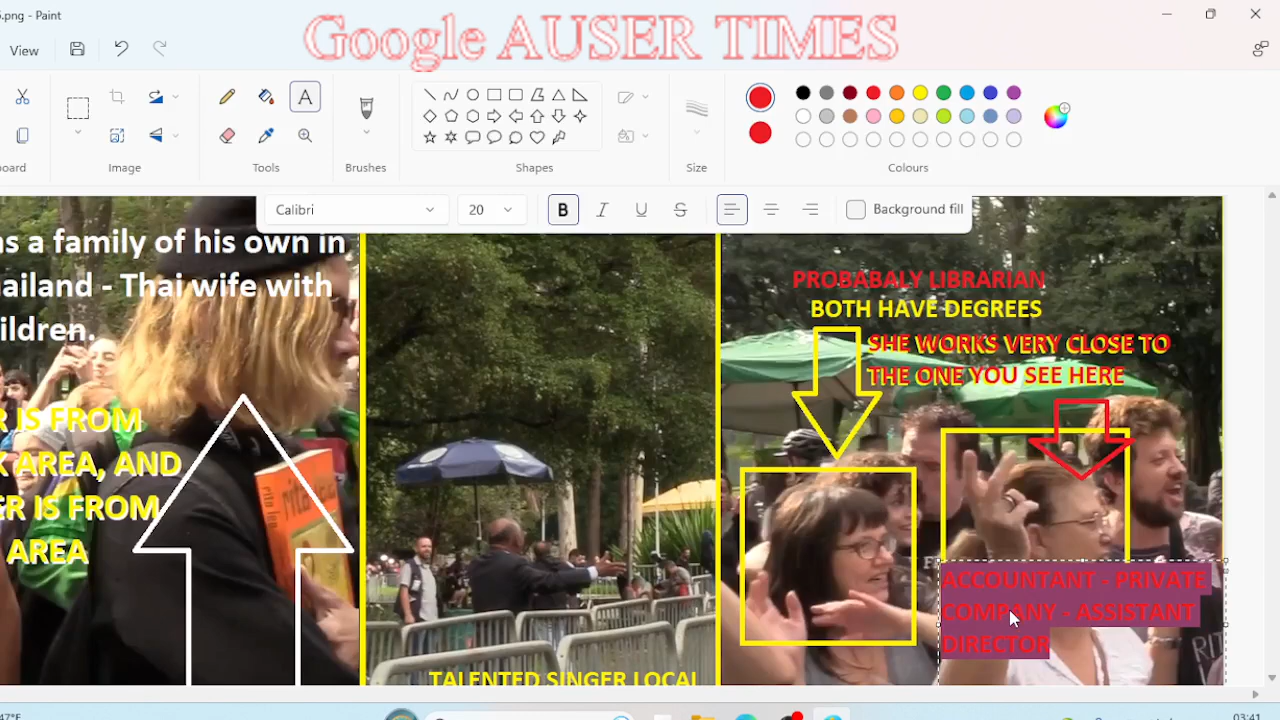 .png - Paint
Google AUSER TIMES
View
Image
Tools
Brushes
Shapes
Size
Colours
Calibri
20
B I U S
Background fill
as a family of his own in
ailand - Thai wife with
ildren.
R IS FROM
AREA, AND
ER IS FROM
AREA
TALENTED SINGER LOCAL
PROBABALY LIBRARIAN
BOTH HAVE DEGREES
SHE WORKS VERY CLOSE TO
THE ONE YOU SEE HERE
ACCOUNTANT - PRIVATE
COMPANY - ASSISTANT
DIRECTOR
03:41